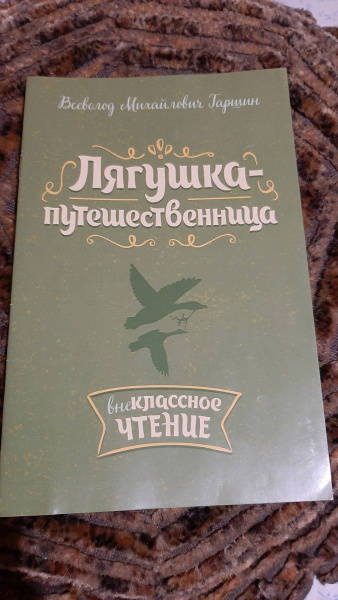 Всеволод Михайлович Гаршин
Лягушка-
путешественница
внеклассное
чтение